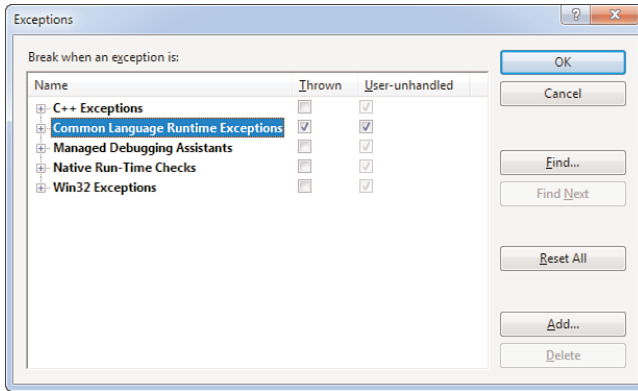 Exceptions
Break when an exception is:
Name Thrown User-unhandled
C++ Exceptions
Common Language Runtime Exceptions
Managed Debugging Assistants
Native Run-Time Checks
Win32 Exceptions
OK
Cancel
Find...
Find Next
Reset All
Add...
Delete